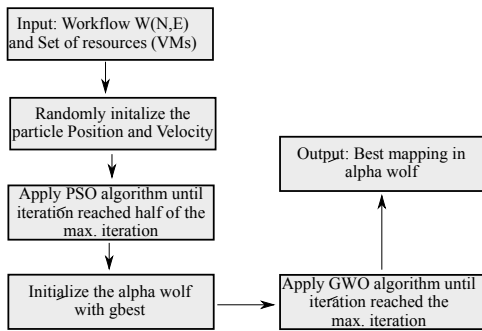 Input: Workflow W(N,E)
and Set of resources (VMs)
Randomly initalize the
particle Position and Velocity
Apply PSO algorithm until
iteration reached half of the
max. iteration
Initialize the alpha wolf
with gbest
Apply GWO algorithm until
iteration reached the
max. iteration
Output: Best mapping in
alpha wolf